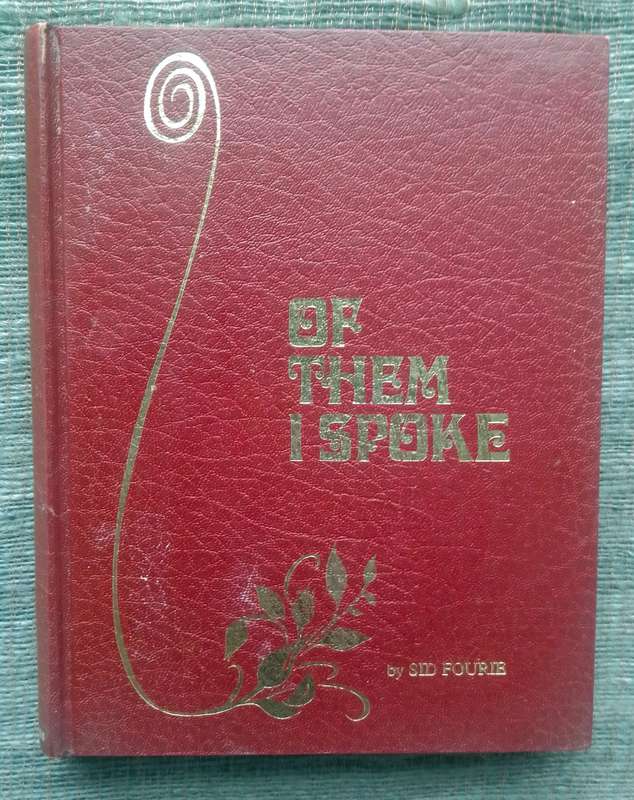 OF
THEM
I SPOKE
by SID FOURIE